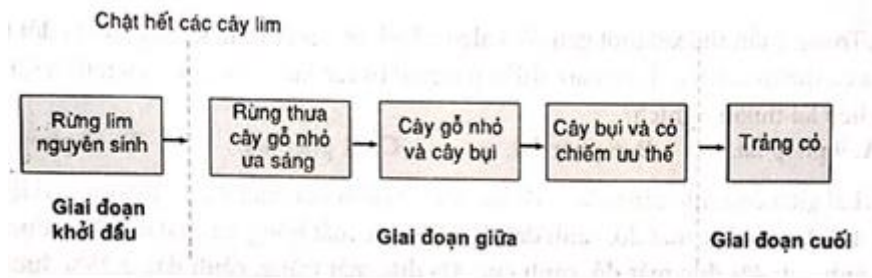 Chặt hết các cây lim
Rừng lim
nguyên sinh
Rừng thưa
cây gỗ nhỏ
ưa sáng
Cây gỗ nhỏ
và cây bụi
Cây bụi và cỏ
chiếm ưu thế
Trảng cỏ
Giai đoạn
khởi đầu
Giai đoạn giữa
Giai đoạn cuối